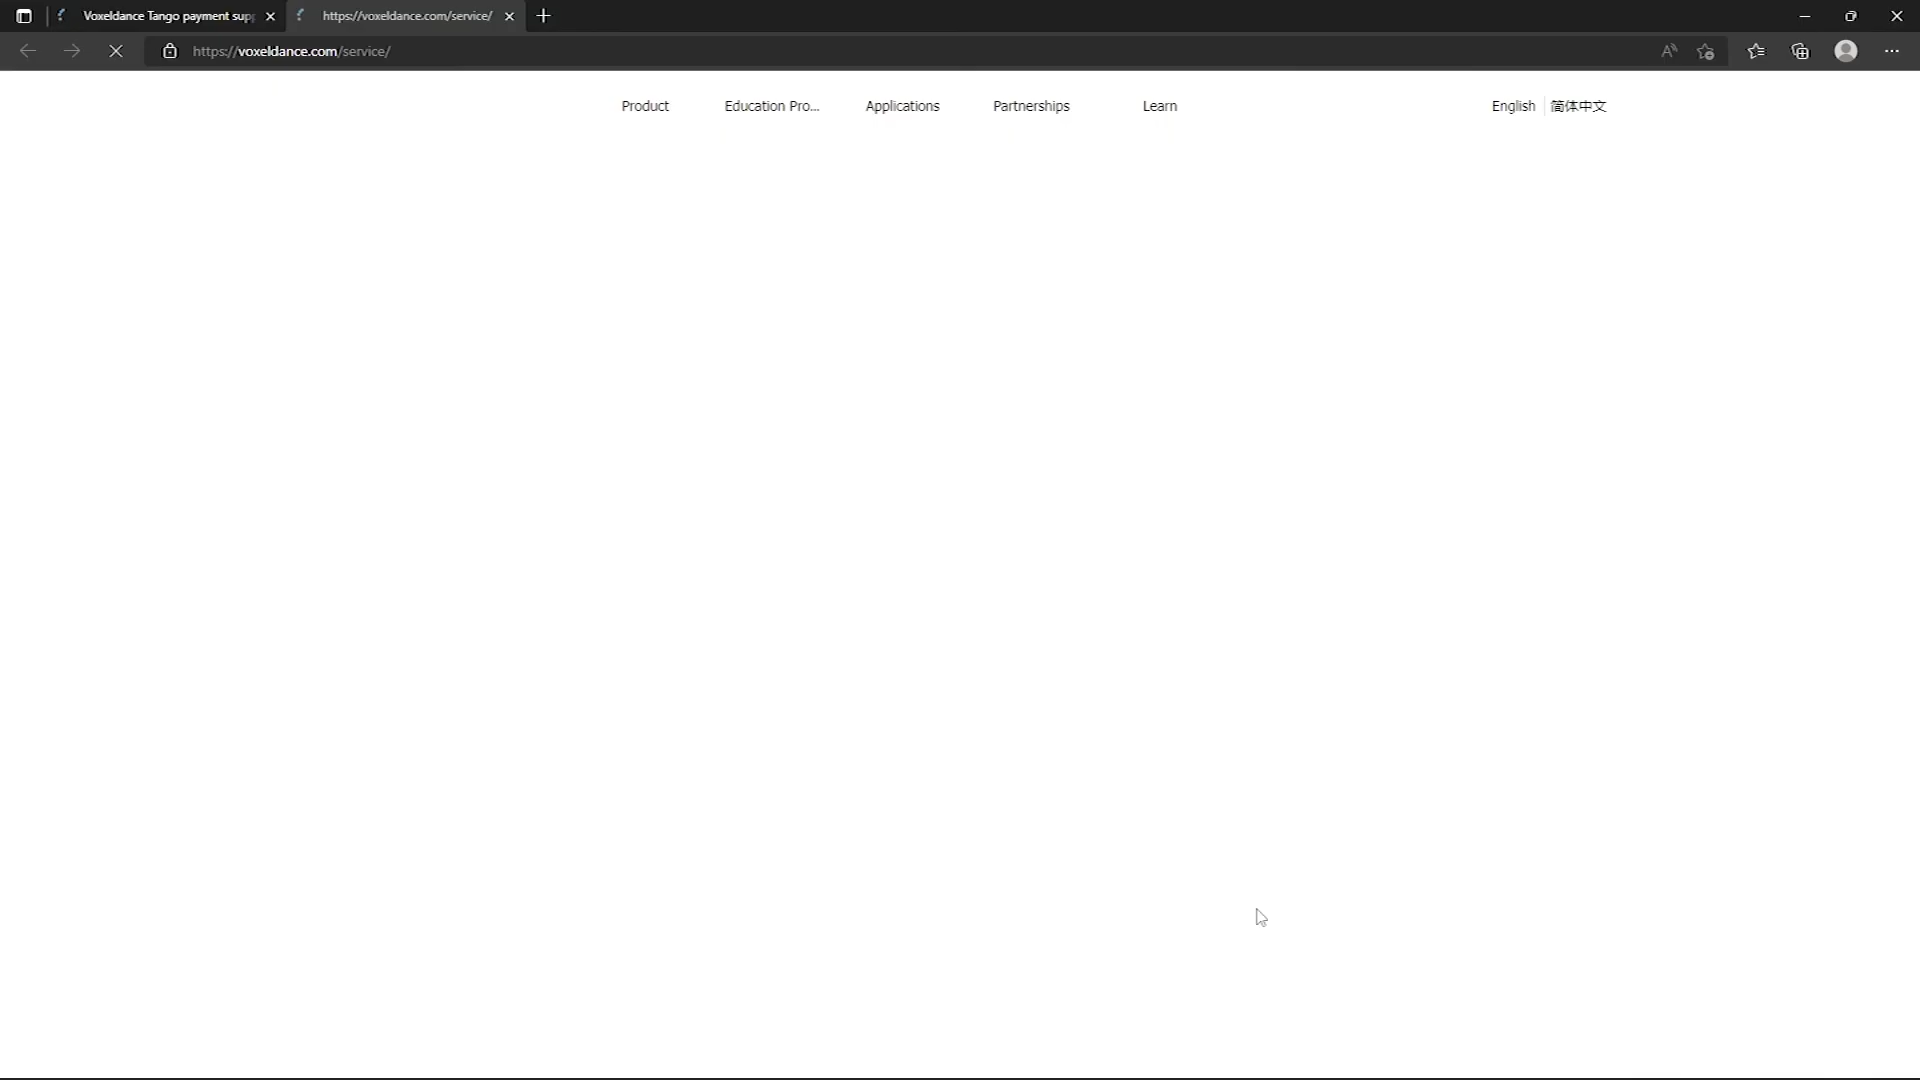 Voxeldance Tango payment sup
https://voxeldance.com/service/
https://voxeldance.com/service/
Product
Education Pro...
Applications
Partnerships
Learn
English
简体中文